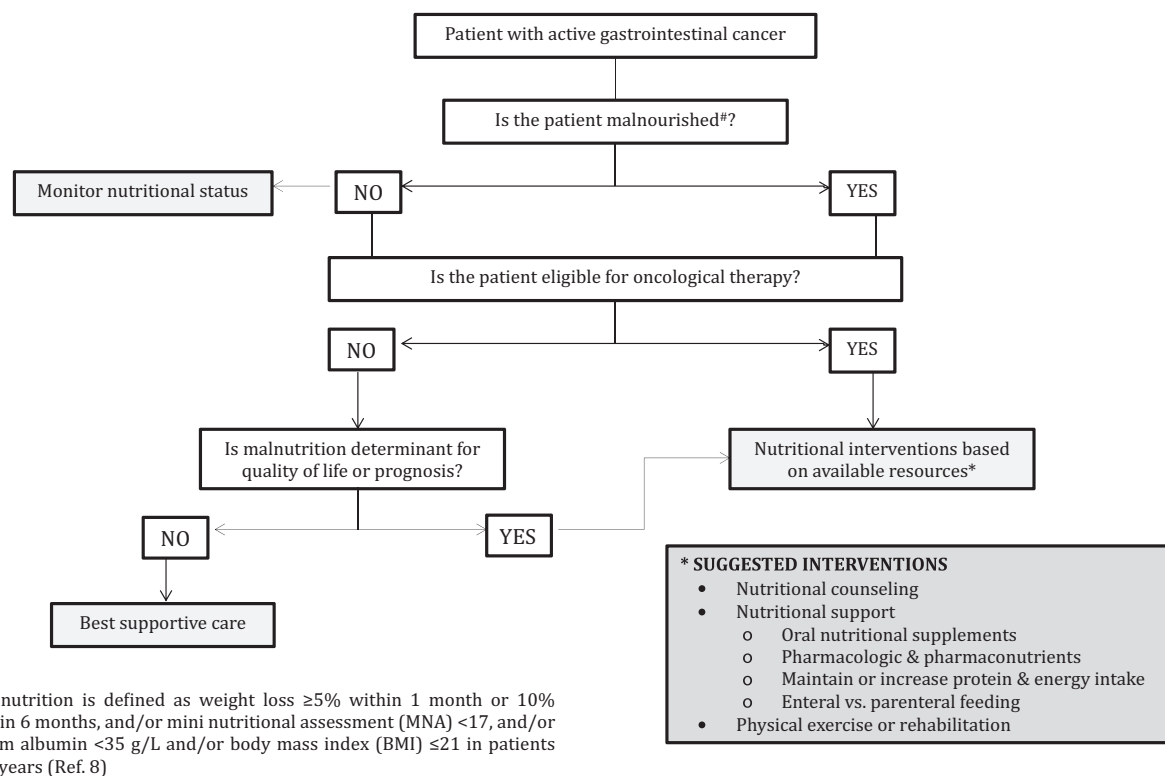 Patient with active gastrointestinal cancer
Is the patient malnourished#?
Monitor nutritional status
NO
YES
Is the patient eligible for oncological therapy?
NO
YES
Is malnutrition determinant for
quality of life or prognosis?
Nutritional interventions based
on available resources*
NO
YES
Best supportive care
* SUGGESTED INTERVENTIONS
• Nutritional counseling
• Nutritional support
o Oral nutritional supplements
o Pharmacologic & pharmaconutrients
o Maintain or increase protein & energy intake
o Enteral vs. parenteral feeding
• Physical exercise or rehabilitation
nutrition is defined as weight loss ≥5% within 1 month or 10%
in 6 months, and/or mini nutritional assessment (MNA) <17, and/or
m albumin <35 g/L and/or body mass index (BMI) ≤21 in patients
years (Ref. 8)